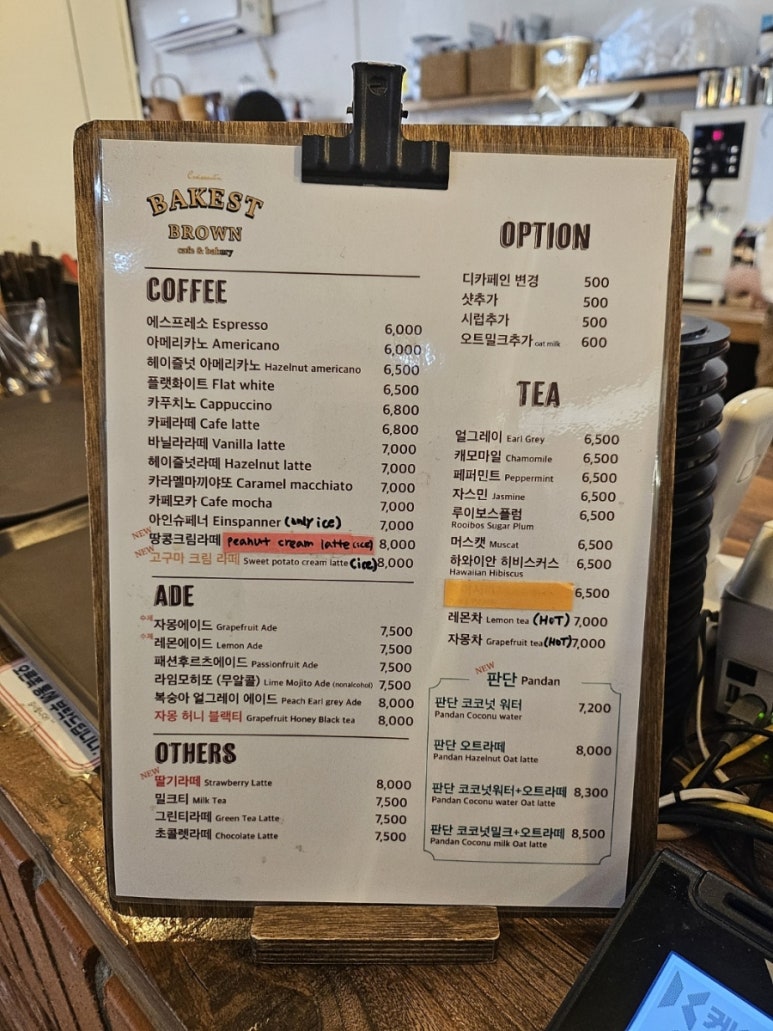 BAKEST
BROWN
cafe & bakery
COFFEE
에스프레소 Espresso 6,000
아메리카노 Americano 6,000
헤이즐넛 아메리카노 Hazelnut americano 6,500
플랫화이트 Flat white 6,500
카푸치노 Cappuccino 6,800
카페라떼 Cafe latte 6,800
바닐라라떼 Vanilla latte 7,000
헤이즐넛라떼 Hazelnut latte 7,000
카라멜마끼야또 Caramel macchiato 7,000
카페모카 Cafe mocha 7,000
아인슈페너 Einspanner (only ice) 7,000
NEW 땅콩크림라떼 peanut cream latte (ice) 8,000
NEW 고구마 크림 라떼 Sweet potato cream latte (ice) 8,000
ADE
수제 자몽에이드 Grapefruit Ade 7,500
수제 레몬에이드 Lemon Ade 7,500
패션후르츠에이드 Passionfruit Ade 7,500
라임모히또 (무알콜) Lime Mojito Ade (nonalcohol) 7,500
복숭아 얼그레이 에이드 Peach Earl grey Ade 8,000
자몽 허니 블랙티 Grapefruit Honey Black tea 8,000
OTHERS
NEW 딸기라떼 Strawberry Latte 8,000
밀크티 Milk Tea 7,500
그린티라떼 Green Tea Latte 7,500
초콜렛라떼 Chocolate Latte 7,500
OPTION
디카페인 변경 500
샷추가 500
시럽추가 500
오트밀크추가 oat milk 600
TEA
얼그레이 Earl Grey 6,500
캐모마일 Chamomile 6,500
페퍼민트 Peppermint 6,500
자스민 Jasmine 6,500
루이보스플럼 6,500
Rooibos Sugar Plum
머스캣 Muscat 6,500
하와이안 히비스커스 6,500
Hawaiian Hibiscus
6,500
레몬차 Lemon tea (HOT) 7,000
자몽차 Grapefruit tea (HOT) 7,000
NEW
판단 Pandan
판단 코코넛 워터 7,200
Pandan Coconu water
판단 오트라떼 8,000
Pandan Hazelnut Oat latte
판단 코코넛워터+오트라떼 8,300
Pandan Coconu water Oat latte
판단 코코넛밀크+오트라떼 8,500
Pandan Coconu milk Oat latte
부탁드립니다